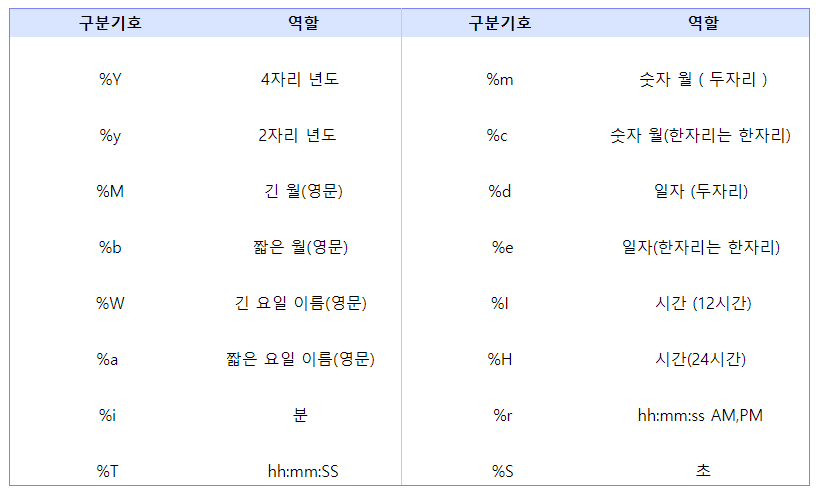 구분기호 역할 구분기호 역할
%Y 4자리 년도 %m 숫자 월 ( 두자리 )
%y 2자리 년도 %c 숫자 월(한자리는 한자리)
%M 긴 월(영문) %d 일자 (두자리)
%b 짧은 월(영문) %e 일자(한자리는 한자리)
%W 긴 요일 이름(영문) %I 시간 (12시간)
%a 짧은 요일 이름(영문) %H 시간(24시간)
%i 분 %r hh:mm:ss AM,PM
%T hh:mm:SS %S 초